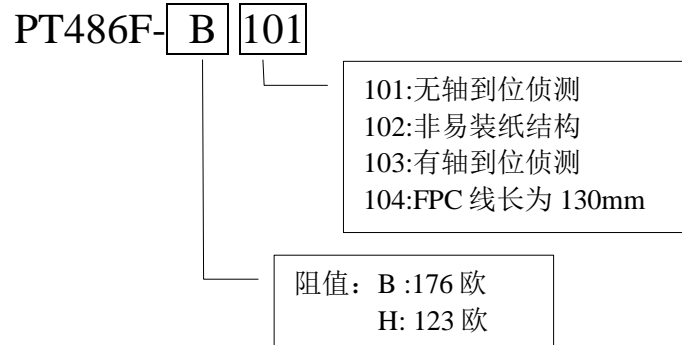 PT486F- B 101
101:无轴到位侦测
102:非易装纸结构
103:有轴到位侦测
104:FPC 线长为 130mm
阻值：B :176 欧
H: 123 欧